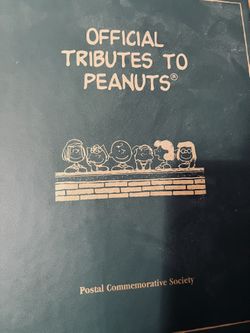 OFFICIAL
TRIBUTES TO
PEANUTS®
Postal Commemorative Society